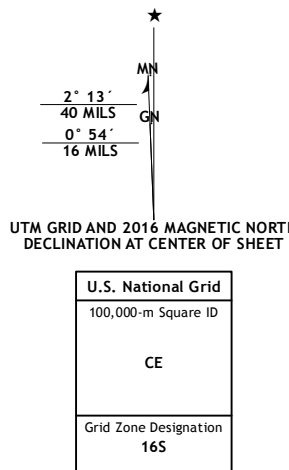 ★
MN
2° 13´
40 MILS
GN
0° 54´
16 MILS
UTM GRID AND 2016 MAGNETIC NORTH
DECLINATION AT CENTER OF SHEET
U.S. National Grid
100,000-m Square ID
CE
Grid Zone Designation
16S